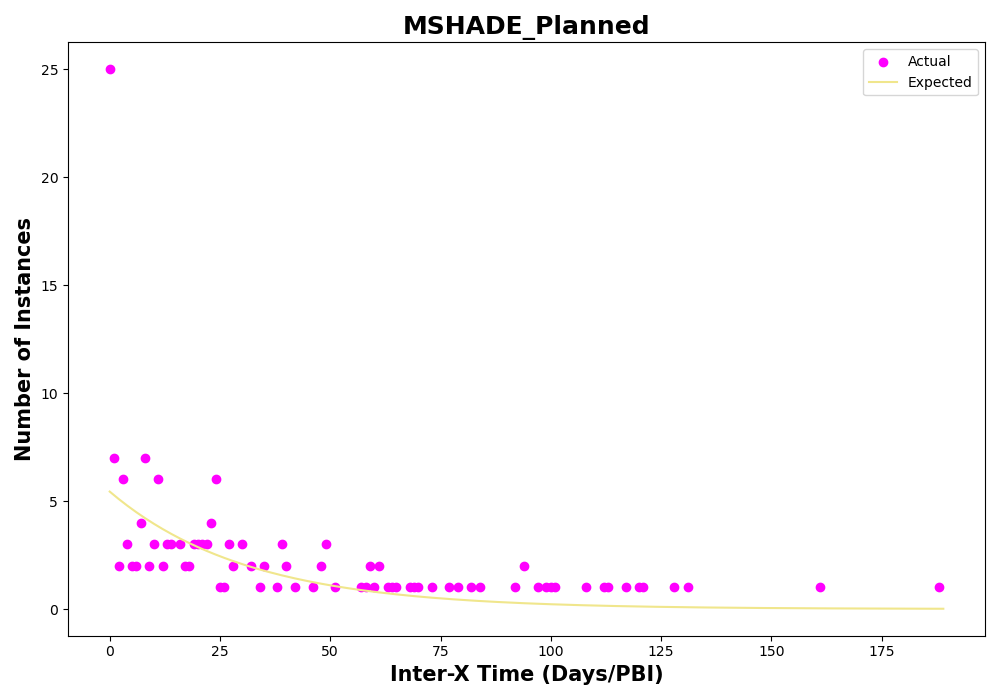 MSHADE_Planned
Actual
Expected
25
20
15
10
5
0
Number of Instances
0 25 50 75 100 125 150 175
Inter-X Time (Days/PBI)